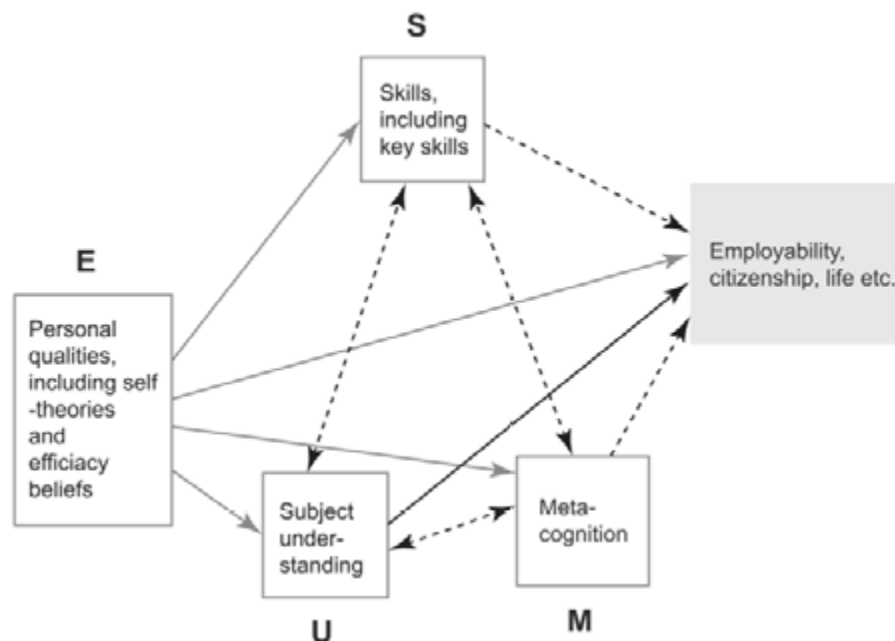 S
Skills,
including
key skills
E
Personal
qualities,
including self
-theories
and
efficiacy
beliefs
Employability,
citizenship, life etc.
Subject
under-
standing
U
Meta-
cognition
M